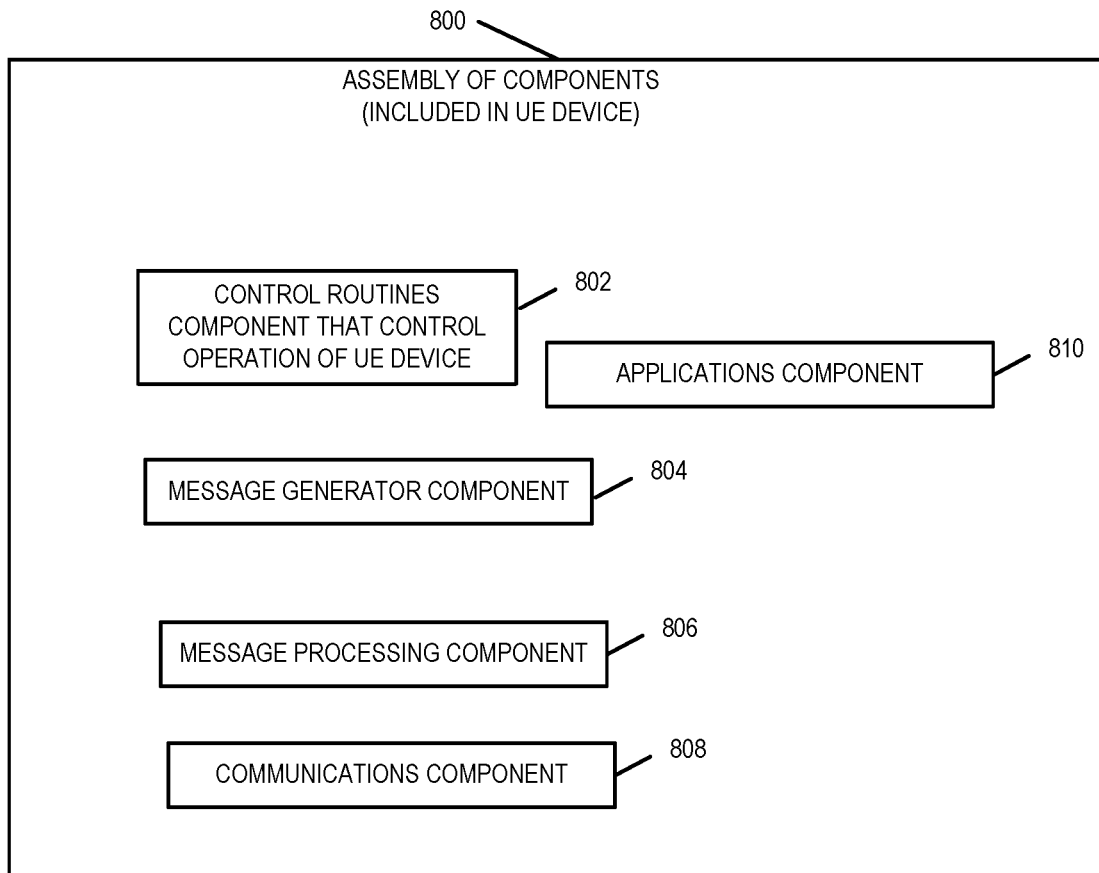 800
ASSEMBLY OF COMPONENTS
(INCLUDED IN UE DEVICE)
CONTROL ROUTINES
COMPONENT THAT CONTROL
OPERATION OF UE DEVICE
802
APPLICATIONS COMPONENT
810
MESSAGE GENERATOR COMPONENT
804
MESSAGE PROCESSING COMPONENT
806
COMMUNICATIONS COMPONENT
808